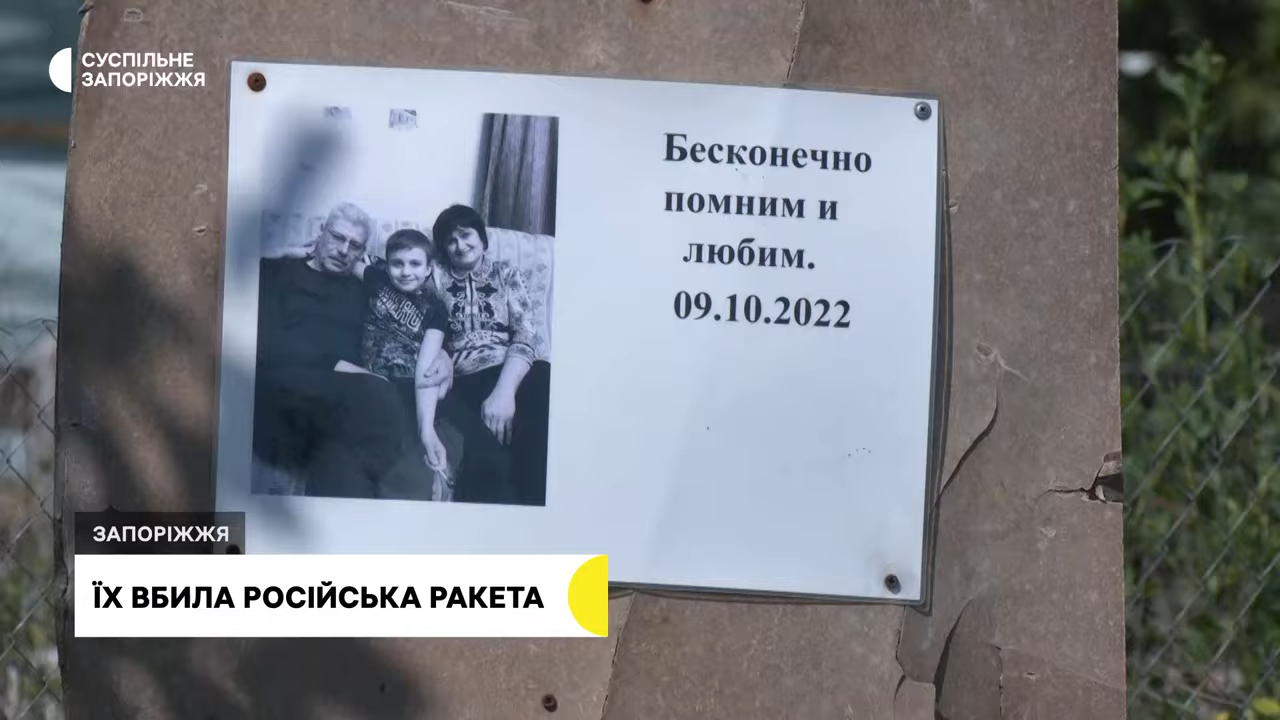 СУСПІЛЬНЕ
ЗАПОРІЖЖЯ
Бесконечно
помним и
любим.
09.10.2022
ЗАПОРІЖЖЯ
ЇХ ВБИЛА РОСІЙСЬКА РАКЕТА